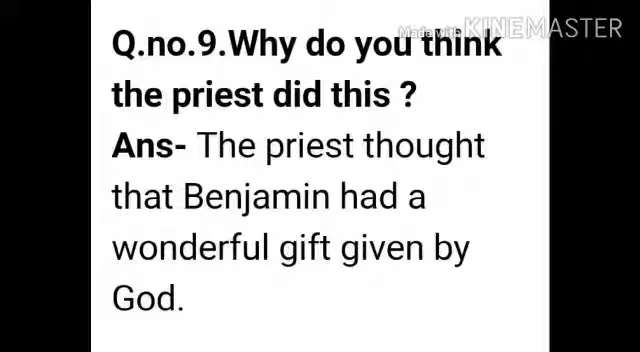 Made with KINEMASTER
Q.no.9.Why do you think
the priest did this ?
Ans- The priest thought
that Benjamin had a
wonderful gift given by
God.